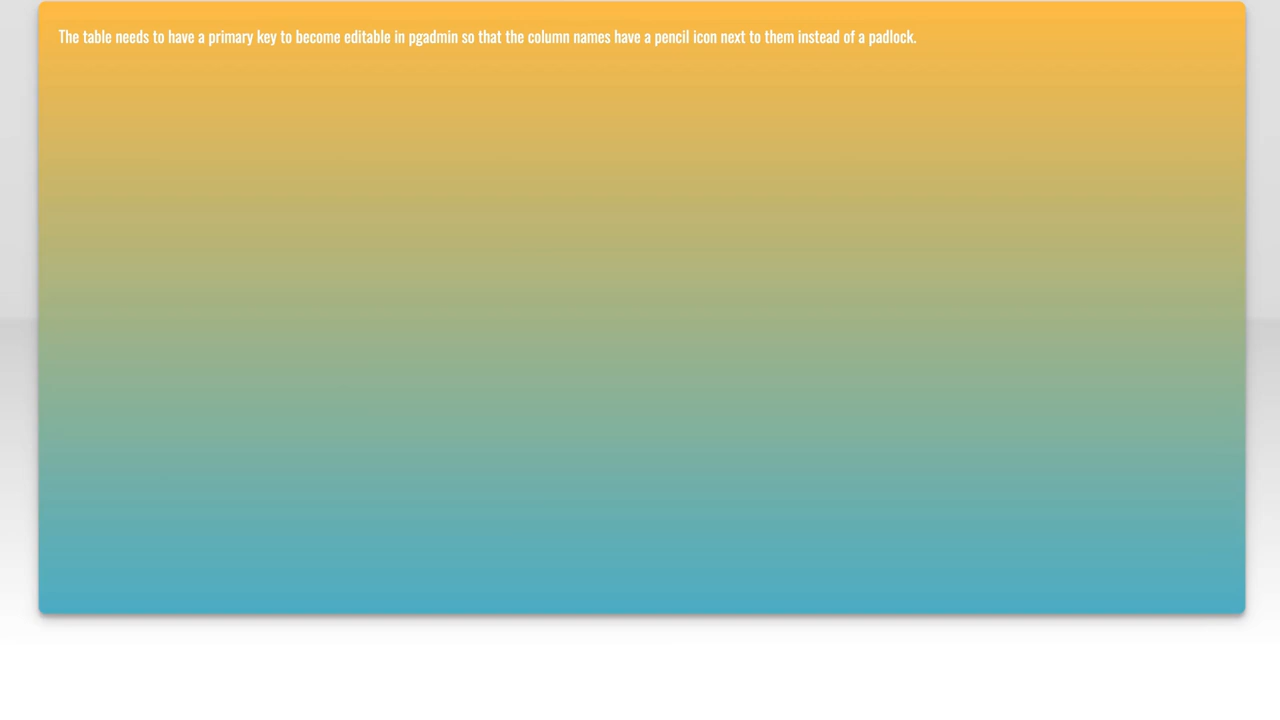 The table needs to have a primary key to become editable in pgadmin so that the column names have a pencil icon next to them instead of a padlock.